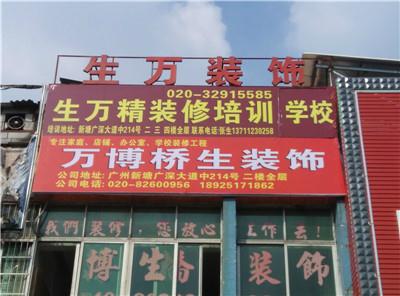 生万装饰
020-32915585
生万精装修培训学校
培训地址: 新塘广深大道中214号 二 三 四楼全层 联系电话:张生13711230258
专注家庭、店铺、办公室、学校装修工程
万博桥生装饰
公司地址: 广州新塘广深大道中214号 二楼全层
公司电话: 020-82600956 18925171862
我們装修,您放心工作去!
博生
装饰